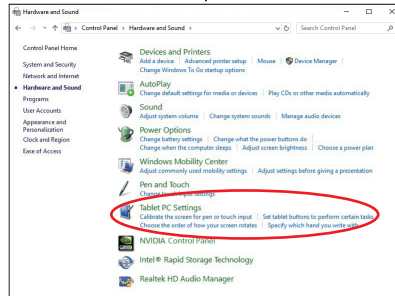 Hardware and Sound
Control Panel > Hardware and Sound >
Search Control Panel
Control Panel Home
System and Security
Network and Internet
Hardware and Sound
Programs
User Accounts
Appearance and
Personalization
Clock and Region
Ease of Access
Devices and Printers
Add a device | Advanced printer setup | Mouse | Device Manager |
Change Windows To Go startup options
AutoPlay
Change default settings for media or devices | Play CDs or other media automatically
Sound
Adjust system volume | Change system sounds | Manage audio devices
Power Options
Change battery settings | Change what the power buttons do |
Change when the computer sleeps | Adjust screen brightness | Choose a power plan
Windows Mobility Center
Adjust commonly used mobility settings | Adjust settings before giving a presentation
Pen and Touch
Change touch input settings
Tablet PC Settings
Calibrate the screen for pen or touch input | Set tablet buttons to perform certain tasks
Choose the order of how your screen rotates | Specify which hand you write with
NVIDIA Control Panel
Intel® Rapid Storage Technology
Realtek HD Audio Manager